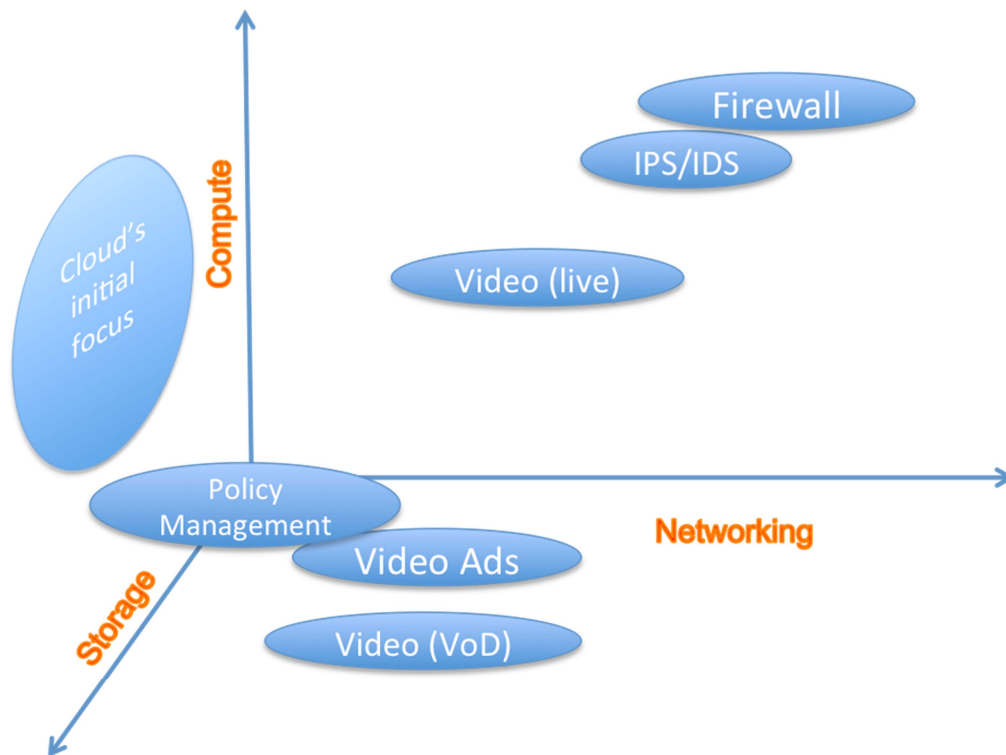 Firewall
IPS/IDS
Cloud’s
initial
focus
Compute
Video (live)
Policy
Management
Networking
Video Ads
Storage
Video (VoD)